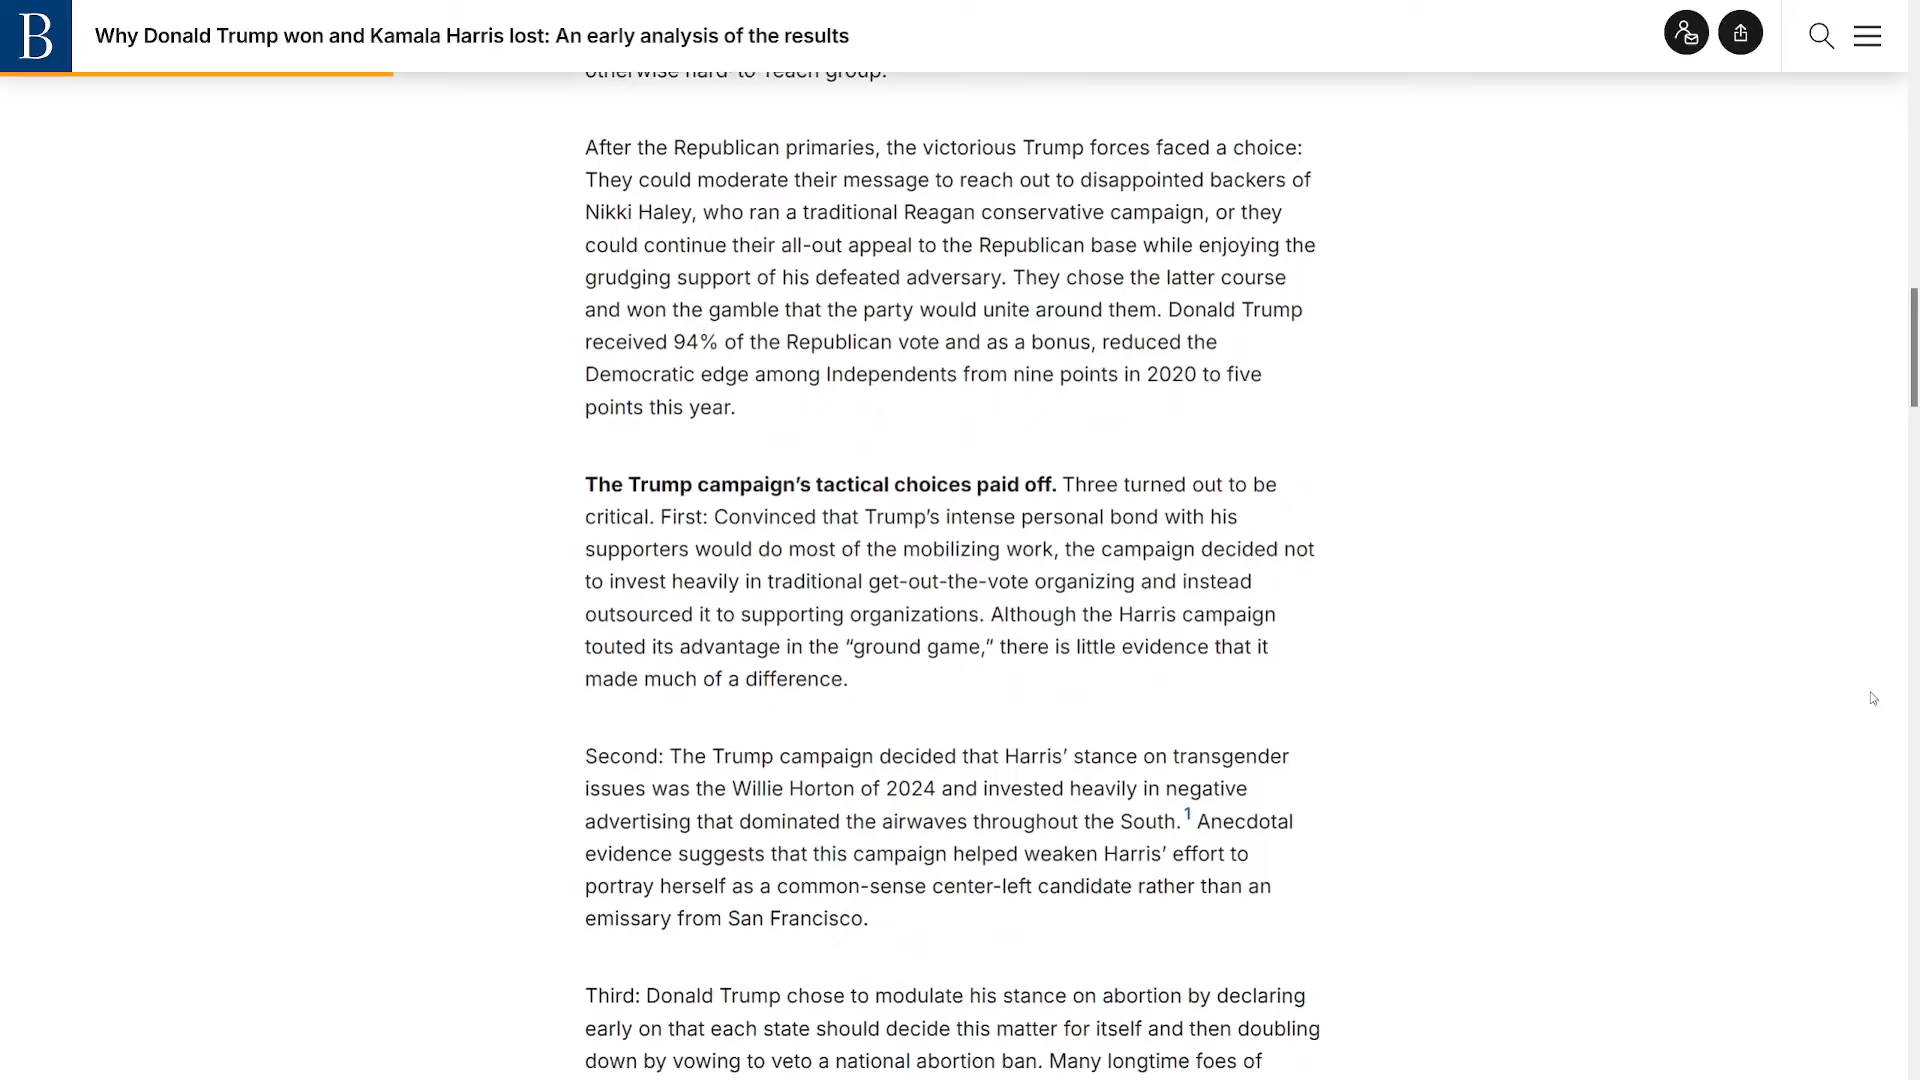 B
Why Donald Trump won and Kamala Harris lost: An early analysis of the results
otherwise hard-to-reach group.
After the Republican primaries, the victorious Trump forces faced a choice:
They could moderate their message to reach out to disappointed backers of
Nikki Haley, who ran a traditional Reagan conservative campaign, or they
could continue their all-out appeal to the Republican base while enjoying the
grudging support of his defeated adversary. They chose the latter course
and won the gamble that the party would unite around them. Donald Trump
received 94% of the Republican vote and as a bonus, reduced the
Democratic edge among Independents from nine points in 2020 to five
points this year.
The Trump campaign’s tactical choices paid off. Three turned out to be
critical. First: Convinced that Trump’s intense personal bond with his
supporters would do most of the mobilizing work, the campaign decided not
to invest heavily in traditional get-out-the-vote organizing and instead
outsourced it to supporting organizations. Although the Harris campaign
touted its advantage in the “ground game,” there is little evidence that it
made much of a difference.
Second: The Trump campaign decided that Harris’ stance on transgender
issues was the Willie Horton of 2024 and invested heavily in negative
advertising that dominated the airwaves throughout the South.1 Anecdotal
evidence suggests that this campaign helped weaken Harris’ effort to
portray herself as a common-sense center-left candidate rather than an
emissary from San Francisco.
Third: Donald Trump chose to modulate his stance on abortion by declaring
early on that each state should decide this matter for itself and then doubling
down by vowing to veto a national abortion ban. Many longtime foes of